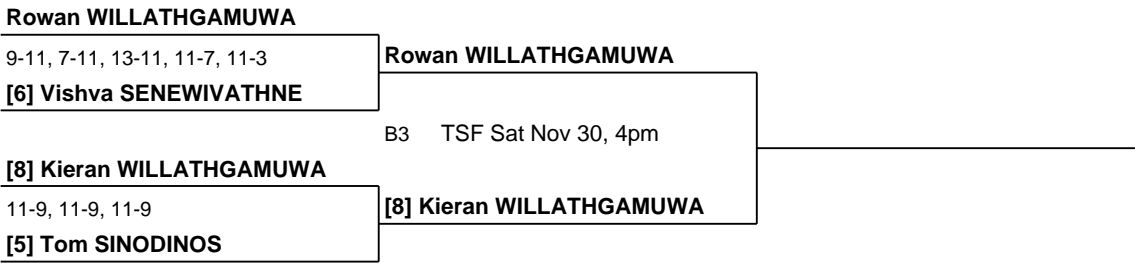 Rowan WILLATHGAMUWA
9-11, 7-11, 13-11, 11-7, 11-3
[6] Vishva SENEWIVATHNE
Rowan WILLATHGAMUWA
B3 TSF Sat Nov 30, 4pm
[8] Kieran WILLATHGAMUWA
11-9, 11-9, 11-9
[5] Tom SINODINOS
[8] Kieran WILLATHGAMUWA